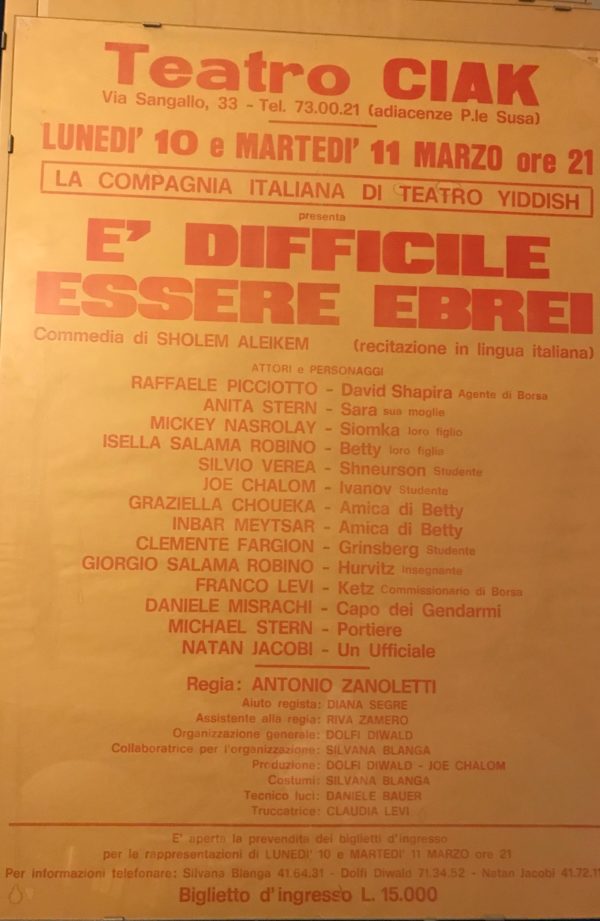 Teatro CIAK
Via Sangallo, 33 - Tel. 73.00.21 (adiacenze P.le Susa)
LUNEDI' 10 e MARTEDI' 11 MARZO ore 21
LA COMPAGNIA ITALIANA DI TEATRO YIDDISH
presenta
E' DIFFICILE
ESSERE EBREI
Commedia di SHOLEM ALEIKEM (recitazione in lingua italiana)
ATTORI e PERSONAGGI
RAFFAELE PICCIOTTO - David Shapira Agente di Borsa
ANITA STERN - Sara sua moglie
MICKEY NASROLAY - Siomka loro figlio
ISELLA SALAMA ROBINO - Betty loro figlia
SILVIO VEREA - Shneurson Studente
JOE CHALOM - Ivanov Studente
GRAZIELLA CHOUEKA - Amica di Betty
INBAR MEYTSAR - Amica di Betty
CLEMENTE FARGION - Grinsberg Studente
GIORGIO SALAMA ROBINO - Hurvitz insegnante
FRANCO LEVI - Ketz Commissionario di Borsa
DANIELE MISRACHI - Capo dei Gendarmi
MICHAEL STERN - Portiere
NATAN JACOBI - Un Ufficiale
Regia: ANTONIO ZANOLETTI
Aiuto regista: DIANA SEGRE
Assistente alla regia: RIVA ZAMERO
Organizzazione generale: DOLFI DIWALD
Collaboratrice per l'organizzazione: SILVANA BLANGA
Produzione: DOLFI DIWALD - JOE CHALOM
Costumi: SILVANA BLANGA
Tecnico luci: DANIELE BAUER
Truccatrice: CLAUDIA LEVI
E' aperta la prevendita dei biglietti d'ingresso
per le rappresentazioni di LUNEDI' 10 e MARTEDI' 11 MARZO ore 21
Per informazioni telefonare: Silvana Blanga 41.64.31 - Dolfi Diwald 71.34.52 - Natan Jacobi 41.72.11
Biglietto d'ingresso L. 15.000